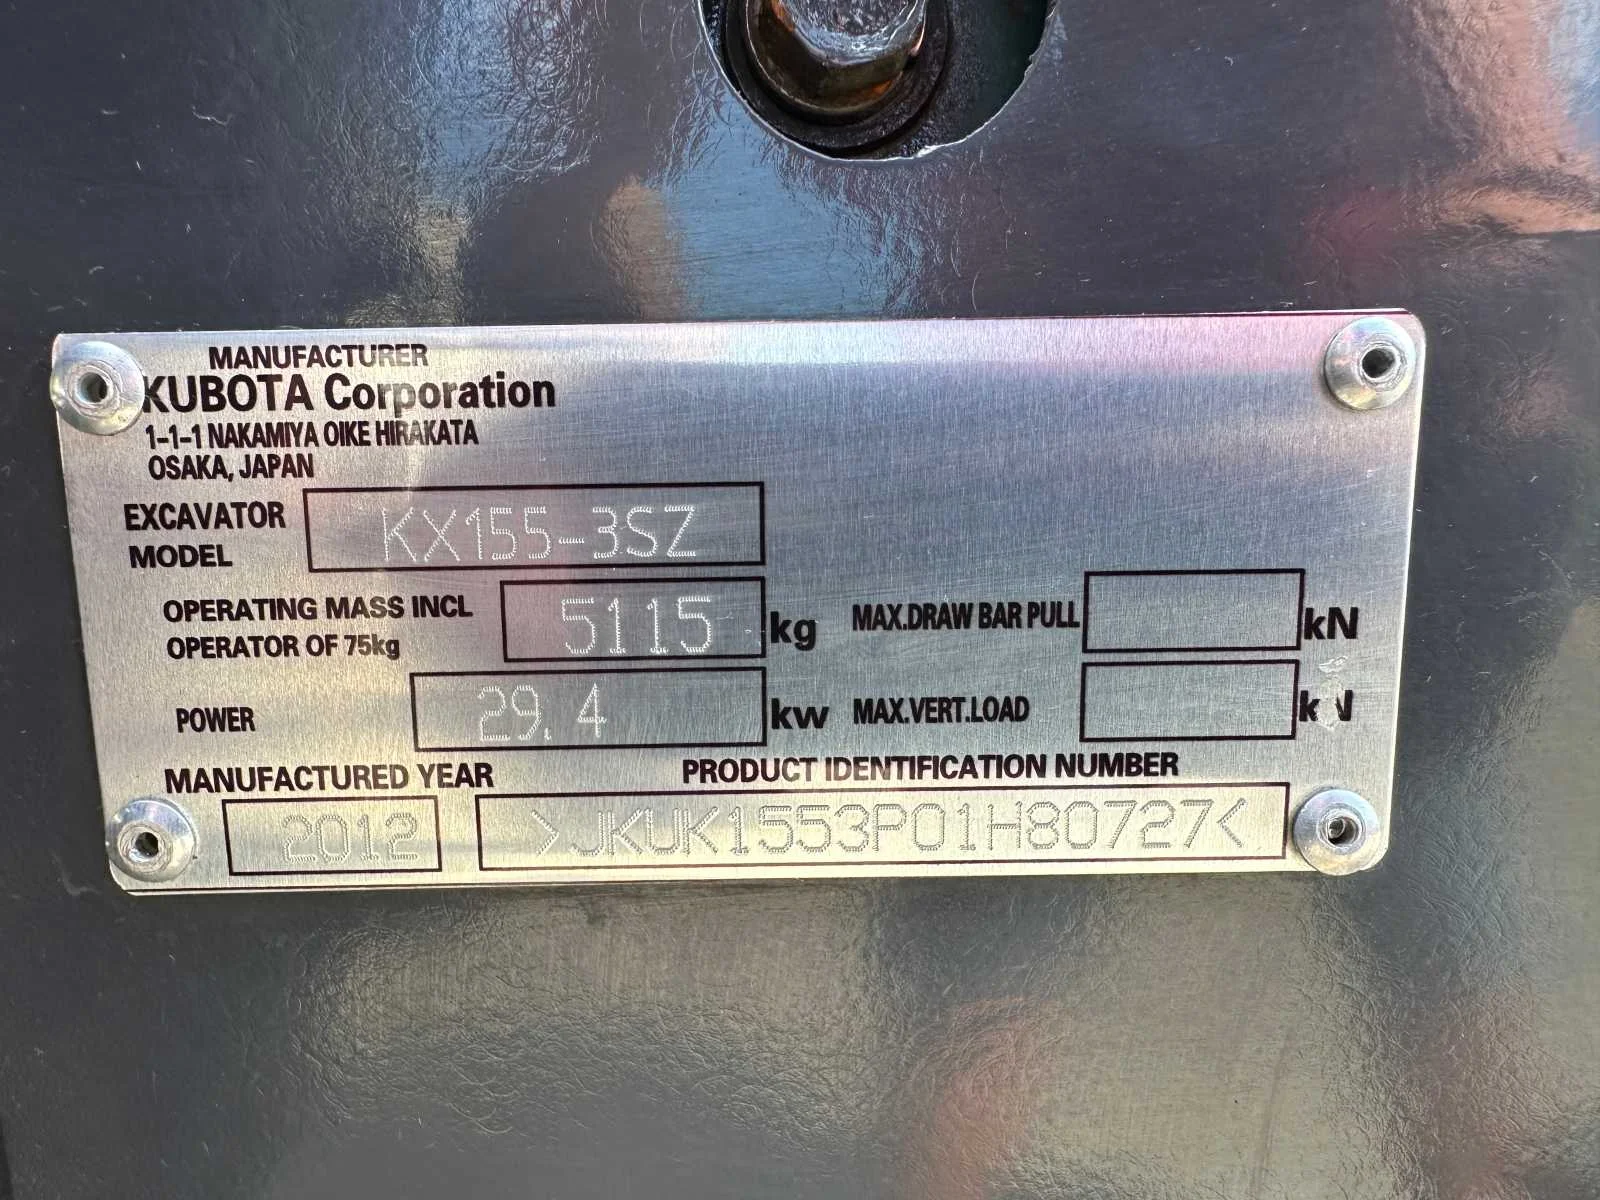 MANUFACTURER
KUBOTA Corporation
1-1-1 NAKAMIYA OIKE HIRAKATA
OSAKA, JAPAN
EXCAVATOR MODEL KX155-3SZ
OPERATING MASS INCL OPERATOR OF 75kg 5115 kg MAX.DRAW BAR PULL kN
POWER 29.4 kw MAX.VERT.LOAD kN
MANUFACTURED YEAR PRODUCT IDENTIFICATION NUMBER
2012 >JKUK1553P01H80727<